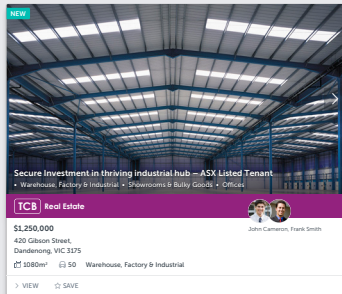 NEW
Secure Investment in thriving industrial hub – ASX Listed Tenant
• Warehouse, Factory & Industrial • Showrooms & Bulky Goods • Offices
TCB Real Estate
$1,250,000
John Cameron, Frank Smith
420 Gibson Street,
Dandenong, VIC 3175
1080m² 50 Warehouse, Factory & Industrial
> VIEW ☆ SAVE